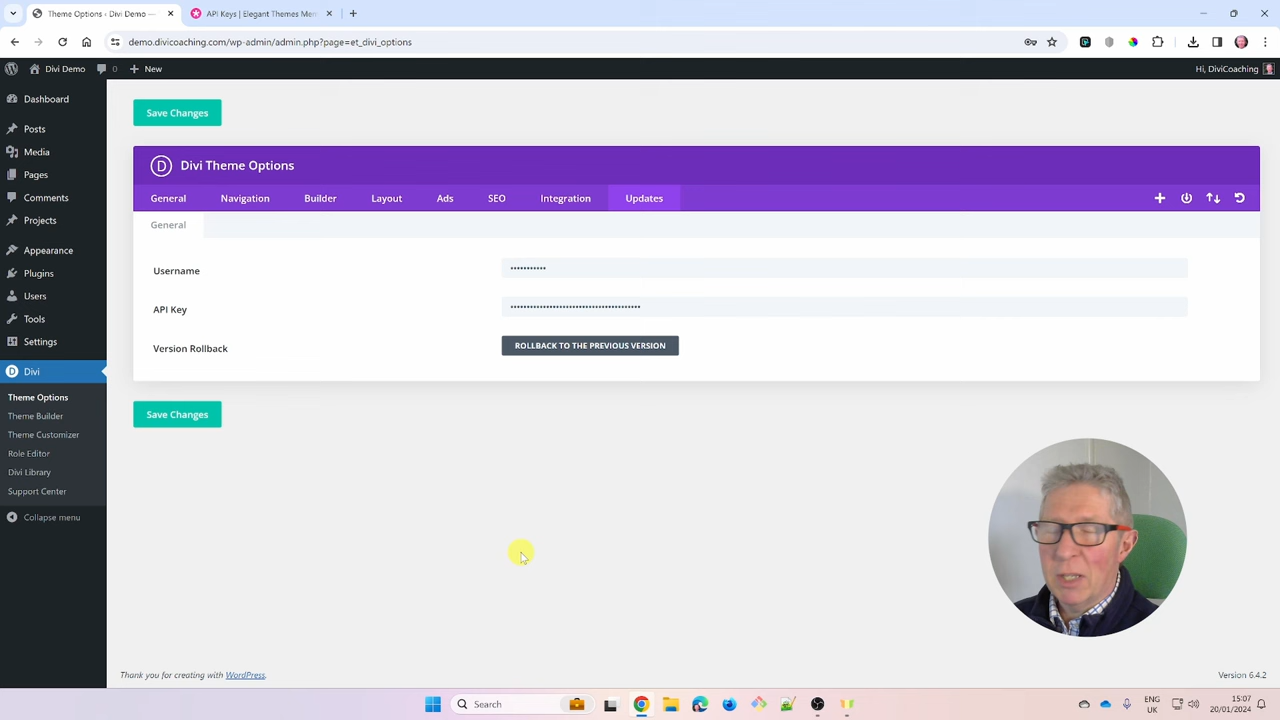 Theme Options ‹ Divi Demo —
API Keys | Elegant Themes Mem
demo.divicoaching.com/wp-admin/admin.php?page=et_divi_options
Divi Demo
0
New
Hi, DiviCoaching
Dashboard
Posts
Media
Pages
Comments
Projects
Appearance
Plugins
Users
Tools
Settings
Divi
Theme Options
Theme Builder
Theme Customizer
Role Editor
Divi Library
Support Center
Collapse menu
Save Changes
D Divi Theme Options
General Navigation Builder Layout Ads SEO Integration Updates
General
Username •••••••••••
API Key
Version Rollback ROLLBACK TO THE PREVIOUS VERSION
Save Changes
Thank you for creating with WordPress.
Version 6.4.2
Search
ENG
UK
15:07
20/01/2024